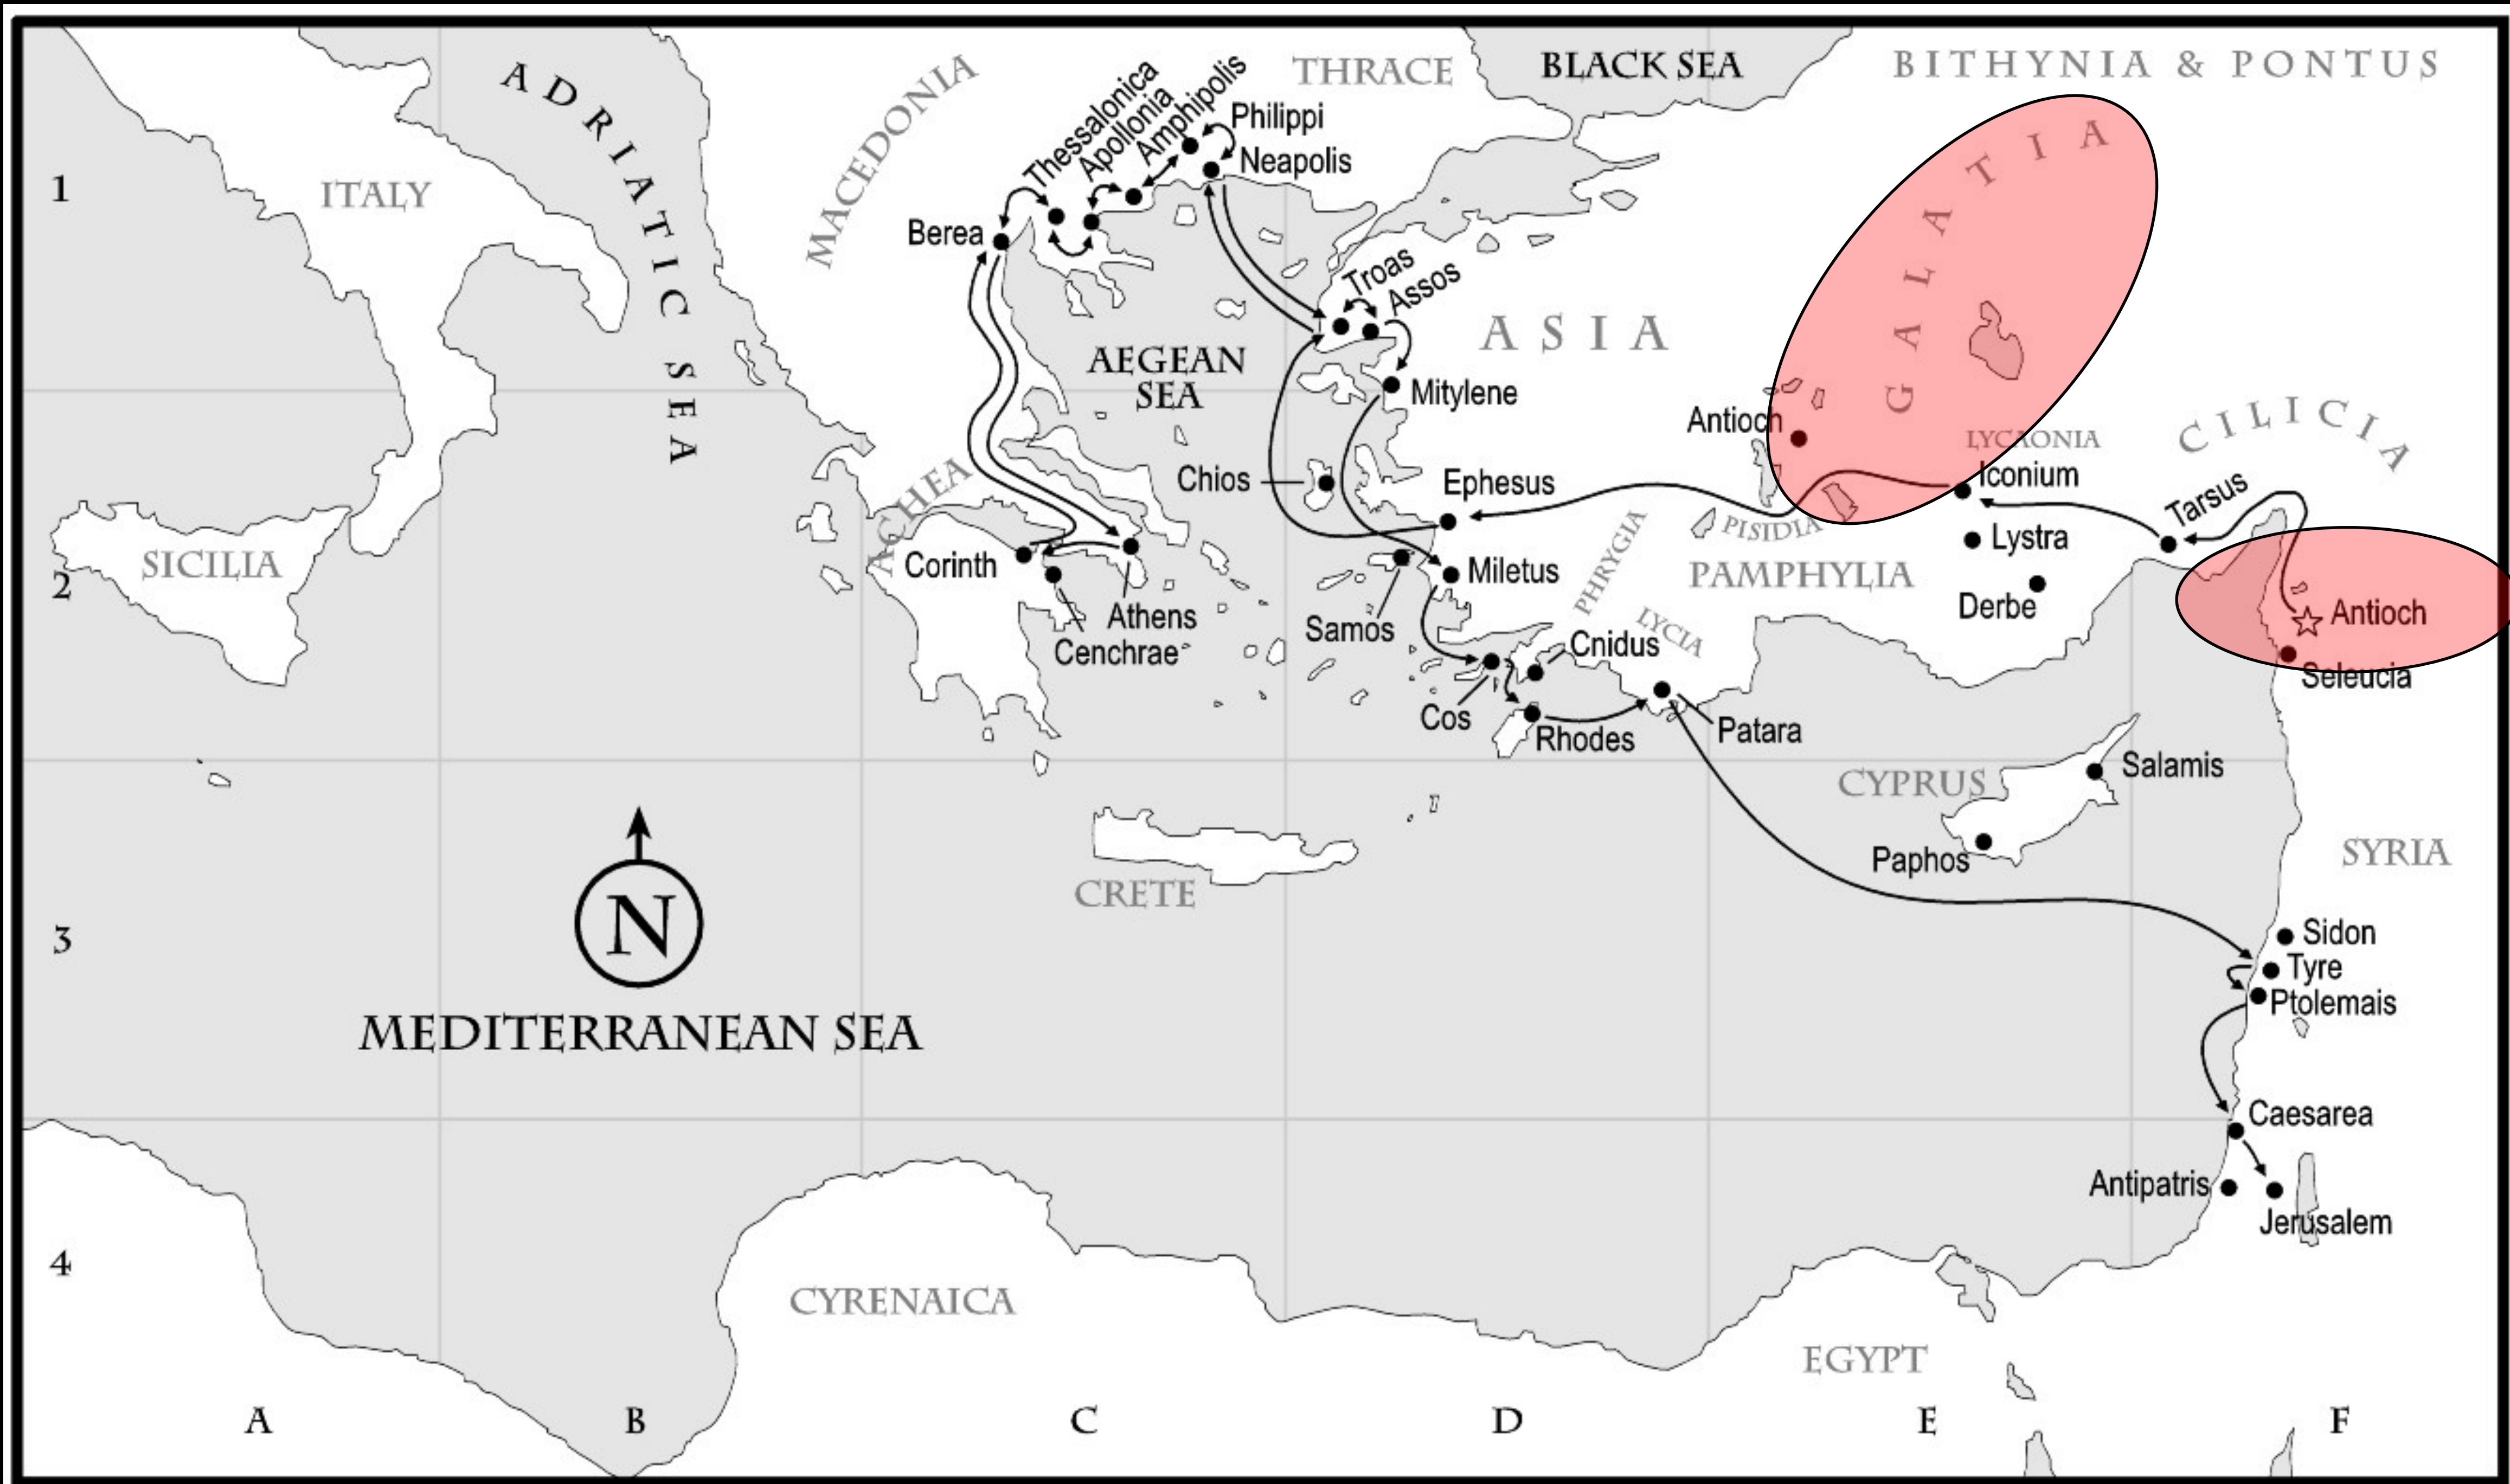 ADRIATIC SEA
MACEDONIA
Thessalonica
Apollonia
Amphipolis
Philippi
Neapolis
THRACE
BLACK SEA
BITHYNIA & PONTUS
GALATIA
1
ITALY
Berea
Troas
Assos
ASIA
AEGEAN
SEA
Mitylene
Antioch
LYCAONIA
CILICIA
Chios
Ephesus
Iconium
Tarsus
ACHEA
PHRYGIA
PISIDIA
Lystra
2
SICILIA
Corinth
Athens
Cenchrae
Samos
Miletus
PAMPHYLIA
Derbe
Antioch
Seleucia
LYCIA
Cnidus
Cos
Rhodes
Patara
CYPRUS
Salamis
Paphos
SYRIA
CRETE
N
3
MEDITERRANEAN SEA
Sidon
Tyre
Ptolemais
Caesarea
Antipatris
Jerusalem
4
CYRENAICA
EGYPT
A
B
C
D
E
F